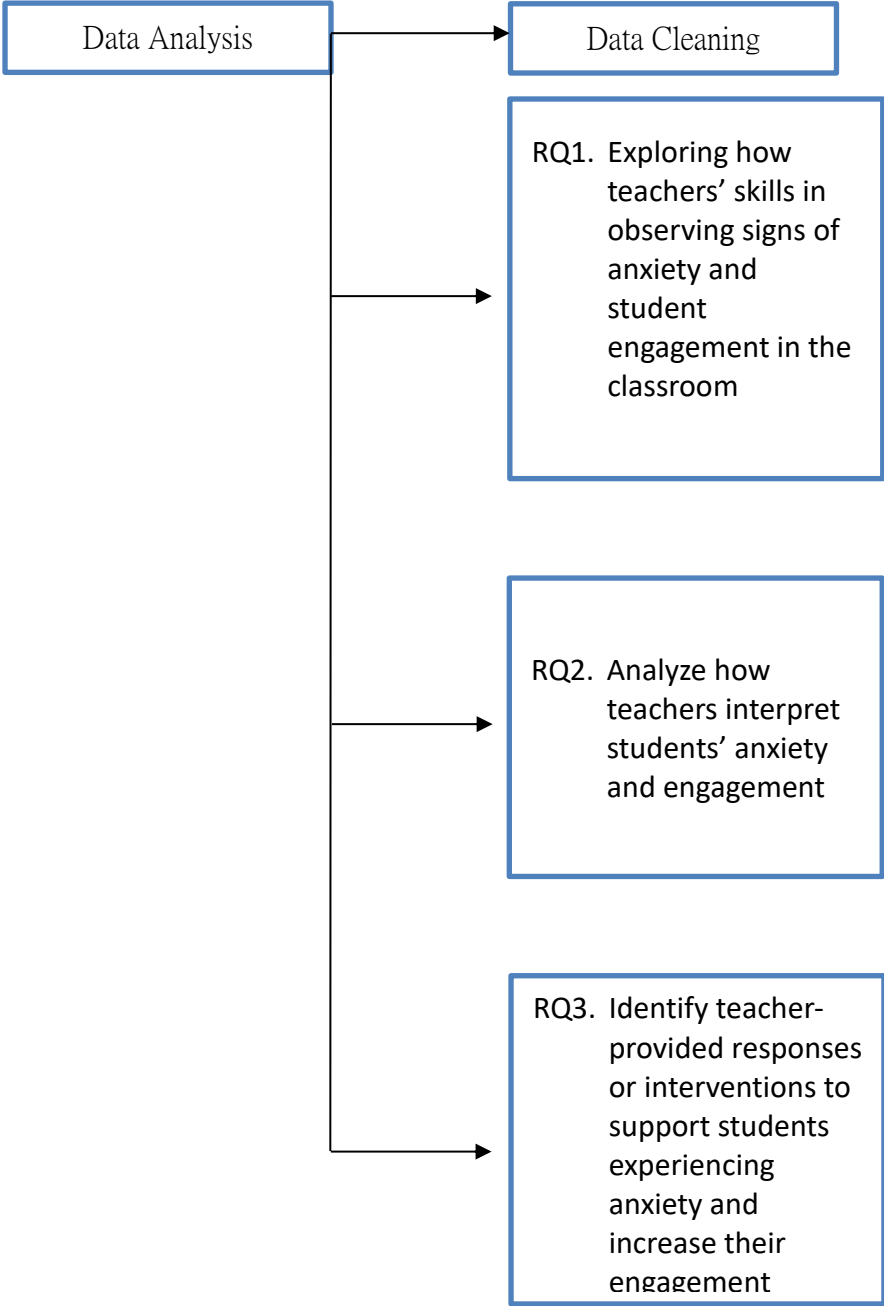 Data Analysis
Data Cleaning
RQ1. Exploring how
teachers’ skills in
observing signs of
anxiety and
student
engagement in the
classroom
RQ2. Analyze how
teachers interpret
students’ anxiety
and engagement
RQ3. Identify teacher-
provided responses
or interventions to
support students
experiencing
anxiety and
increase their
engagement